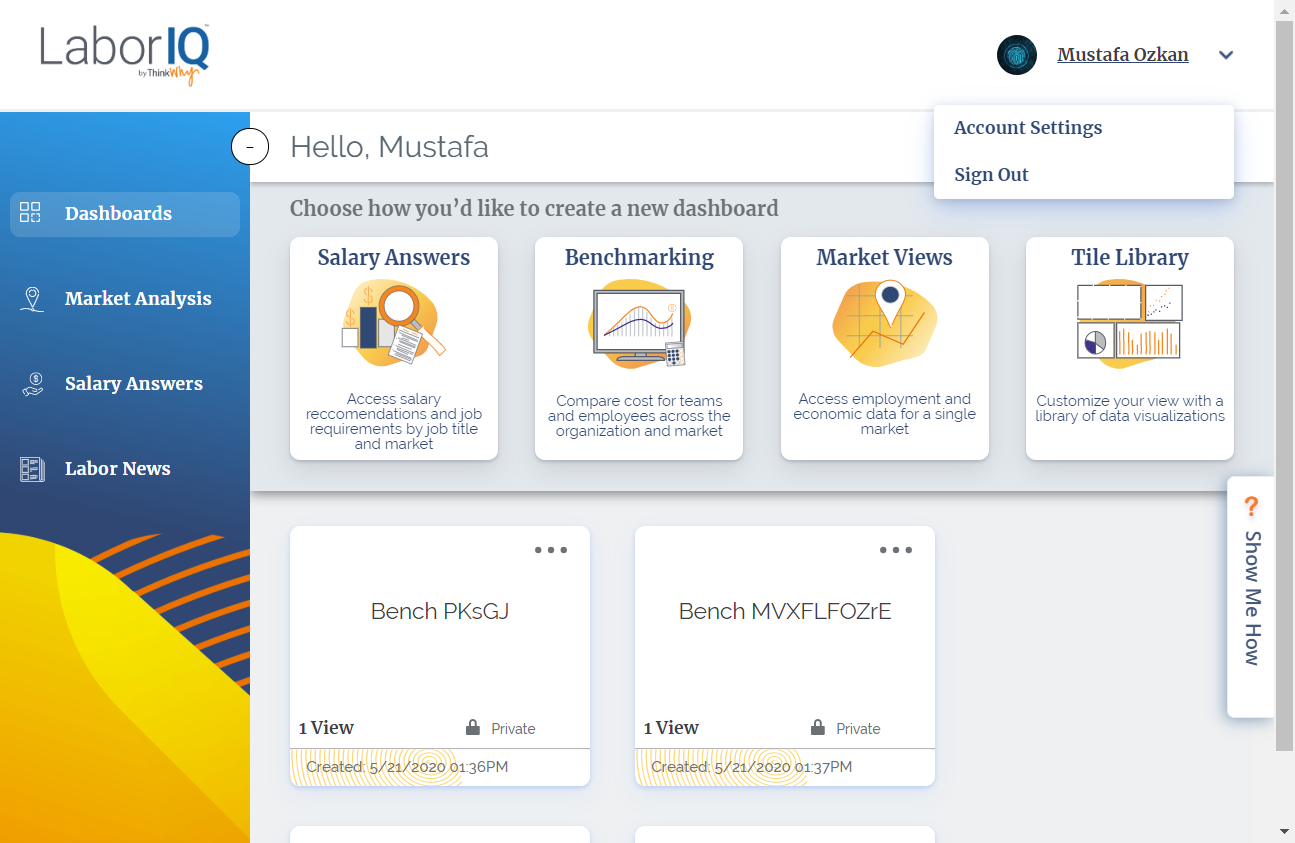 LaborIQ™
by ThinkWhy
Mustafa Ozkan
Account Settings
Sign Out
Hello, Mustafa
-
Dashboards
Market Analysis
Salary Answers
Labor News
Choose how you’d like to create a new dashboard
Salary Answers
Access salary
reccomendations and job
requirements by job title
and market
Benchmarking
Compare cost for teams
and employees across the
organization and market
Market Views
Access employment and
economic data for a single
market
Tile Library
Customize your view with a
library of data visualizations
? Show Me How
Bench PKsGJ
1 View
Private
Created: 5/21/2020 01:36PM
Bench MVXFLFOZrE
1 View
Private
Created: 5/21/2020 01:37PM